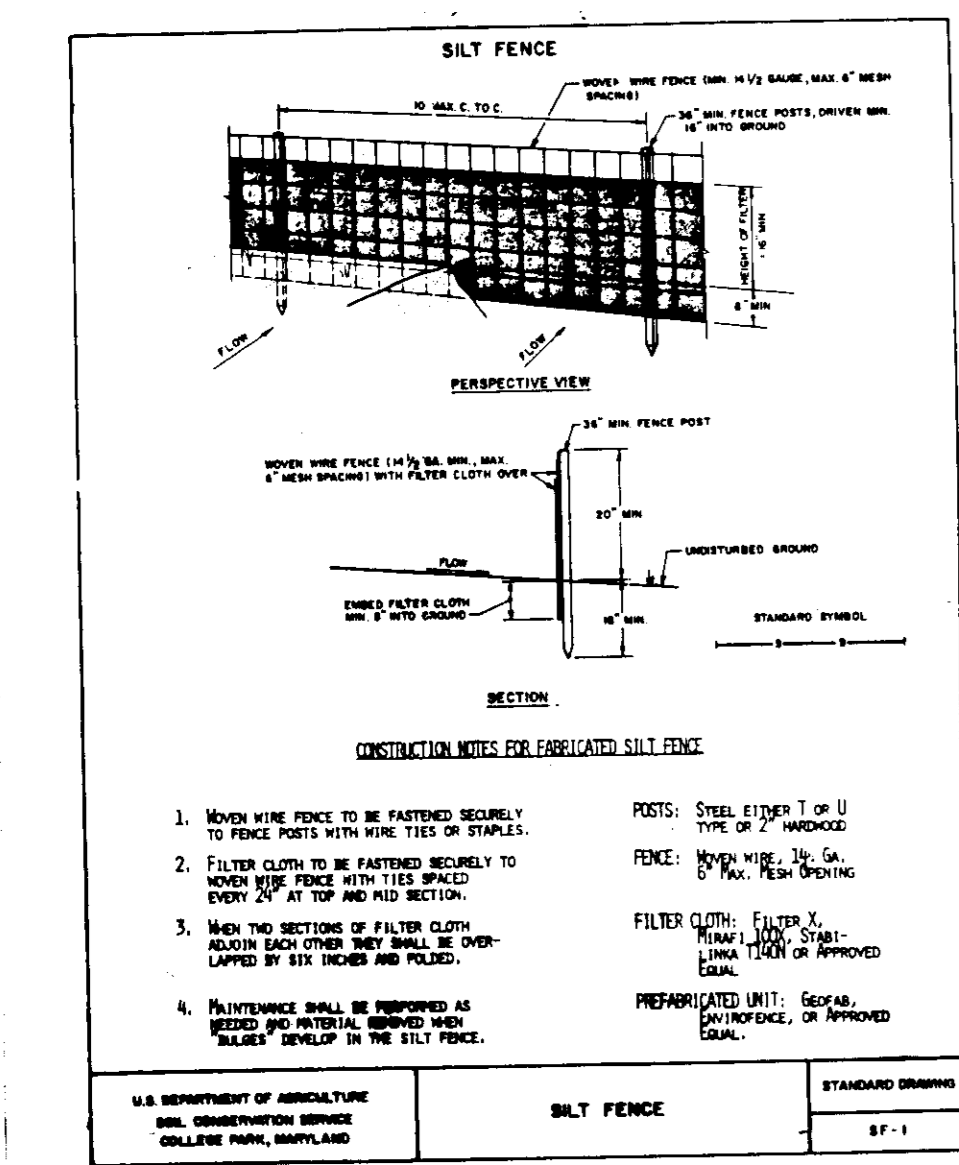 SILT FENCE
WOVEN WIRE FENCE (MIN. 14 1/2 GAUGE, MAX. 6" MESH
SPACING)
10' MAX. C. TO C.
36" MIN. FENCE POSTS, DRIVEN MIN.
16" INTO GROUND
HEIGHT OF FILTER
16" MIN
8" MIN
FLOW
FLOW
PERSPECTIVE VIEW
36" MIN. FENCE POST
WOVEN WIRE FENCE (14 1/2 GA. MIN., MAX.
6" MESH SPACING) WITH FILTER CLOTH OVER
20" MIN
UNDISTURBED GROUND
FLOW
EMBED FILTER CLOTH
MIN. 8" INTO GROUND
16" MIN.
STANDARD SYMBOL
S S
SECTION
CONSTRUCTION NOTES FOR FABRICATED SILT FENCE
1. WOVEN WIRE FENCE TO BE FASTENED SECURELY
TO FENCE POSTS WITH WIRE TIES OR STAPLES.
2. FILTER CLOTH TO BE FASTENED SECURELY TO
WOVEN WIRE FENCE WITH TIES SPACED
EVERY 24" AT TOP AND MID SECTION.
3. WHEN TWO SECTIONS OF FILTER CLOTH
ADJOIN EACH OTHER THEY SHALL BE OVER-
LAPPED BY SIX INCHES AND FOLDED.
4. MAINTENANCE SHALL BE PERFORMED AS
NEEDED AND MATERIAL REMOVED WHEN
"BULGES" DEVELOP IN THE SILT FENCE.
POSTS: STEEL EITHER T OR U
TYPE OR 2" HARDWOOD
FENCE: WOVEN WIRE, 14. GA.
6" MAX. MESH OPENING
FILTER CLOTH: FILTER X,
MIRAFI 100X, STABI-
LINKA T140N OR APPROVED
EQUAL
PREFABRICATED UNIT: GEOFAB,
ENVIROFENCE, OR APPROVED
EQUAL.
U.S. DEPARTMENT OF AGRICULTURE
SOIL CONSERVATION SERVICE
COLLEGE PARK, MARYLAND
SILT FENCE
STANDARD DRAWING
SF-1